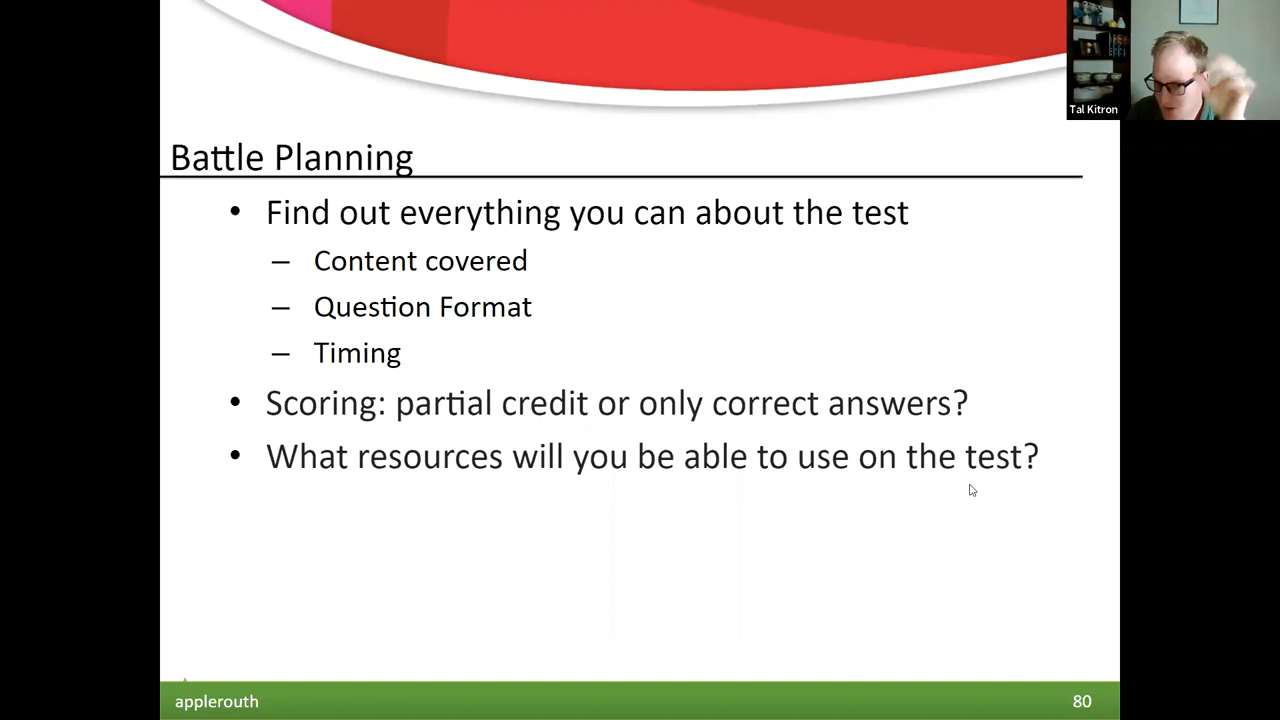 Tal Kitron
Battle Planning
• Find out everything you can about the test
– Content covered
– Question Format
– Timing
• Scoring: partial credit or only correct answers?
• What resources will you be able to use on the test?
applerouth
80